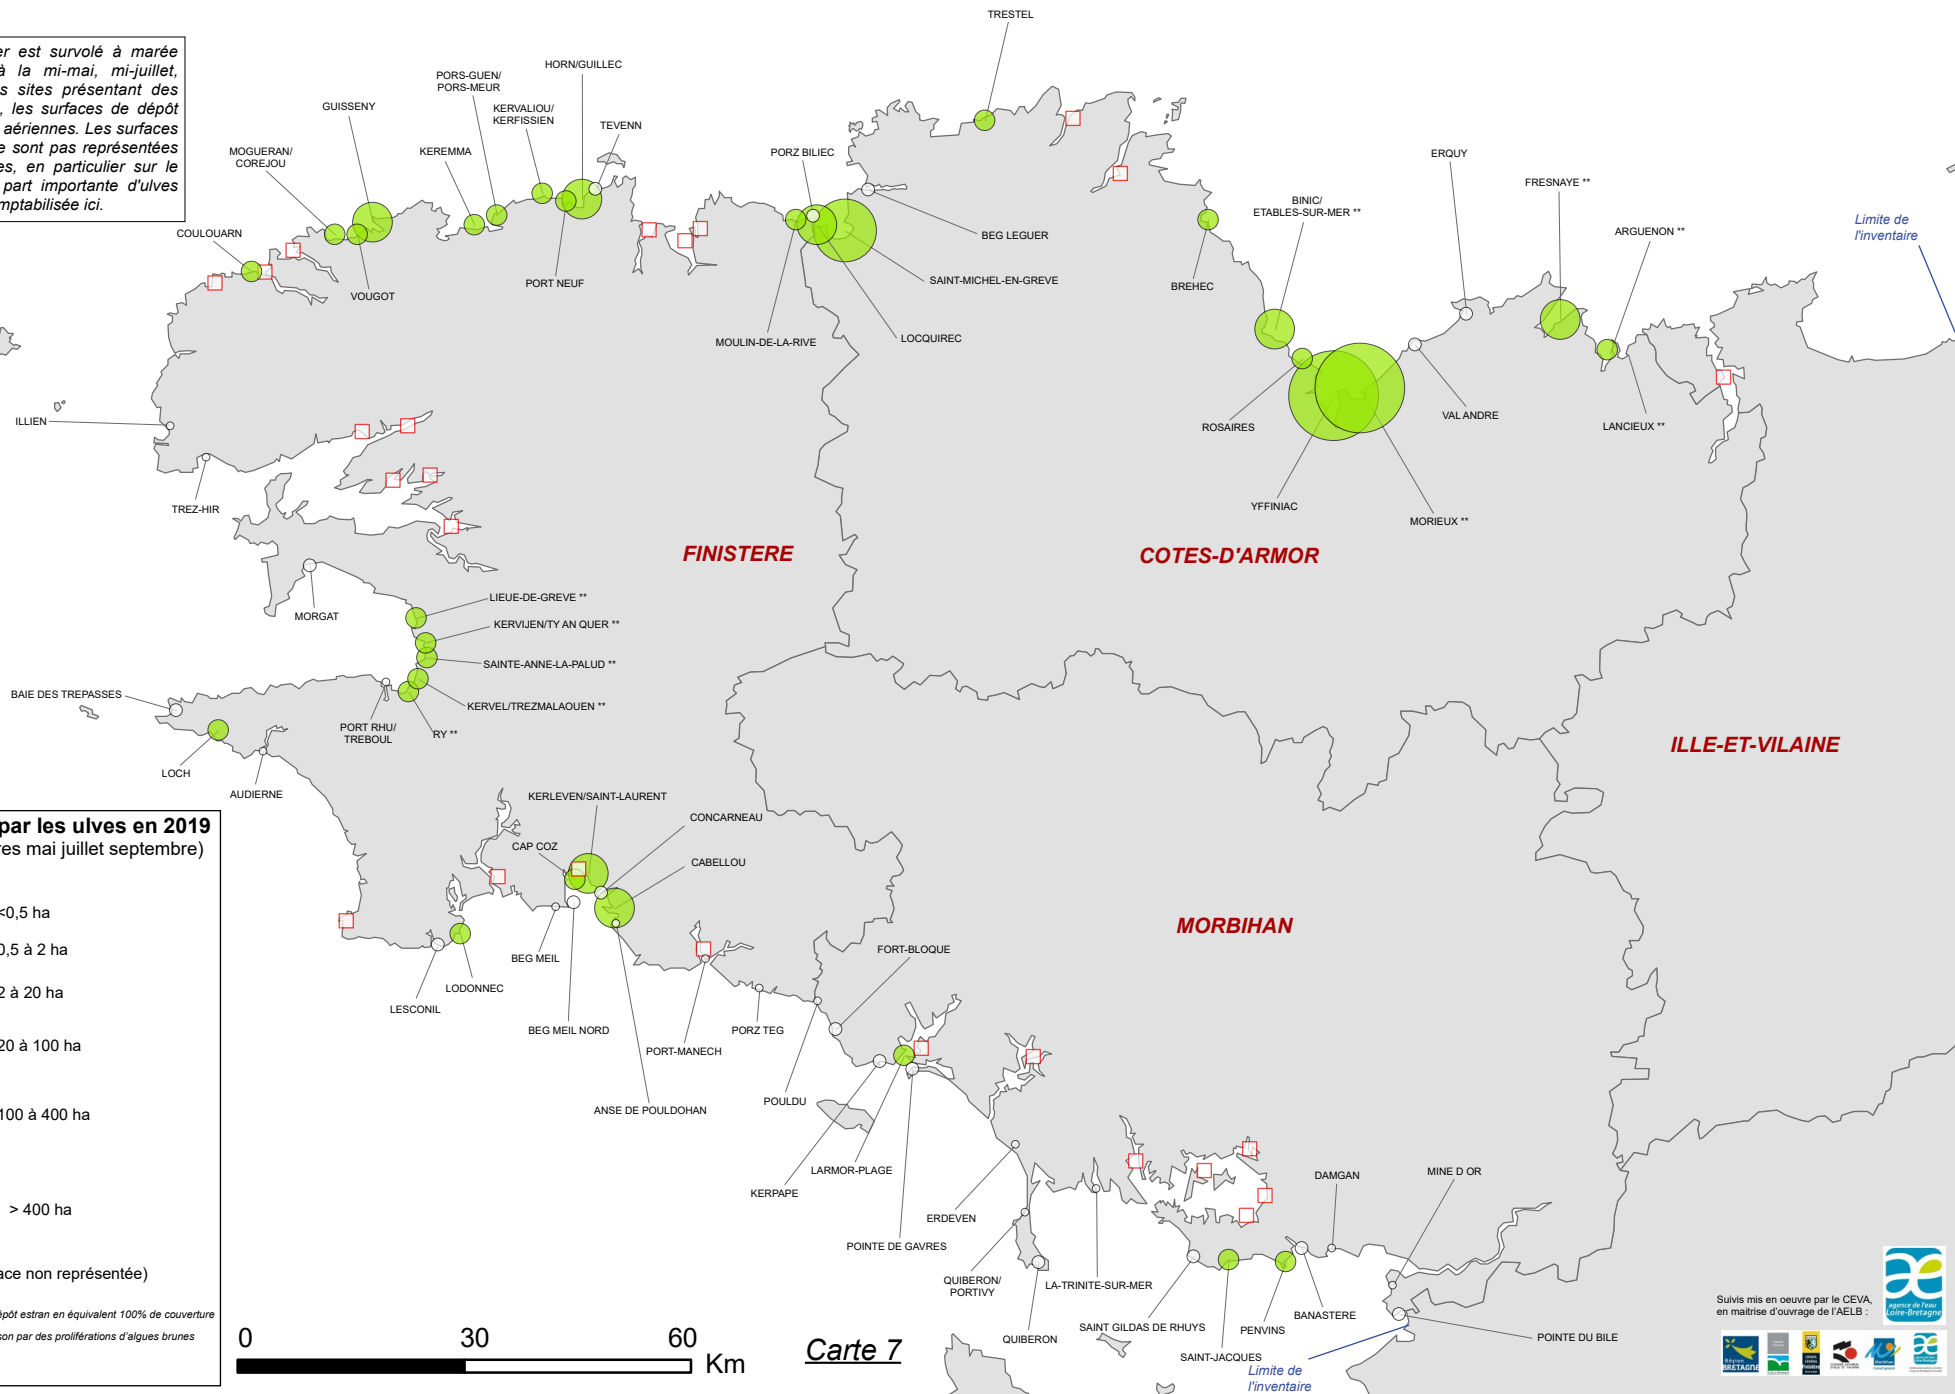 er est survolé à marée
à la mi-mai, mi-juillet,
s sites présentant des
, les surfaces de dépôt
aériennes. Les surfaces
e sont pas représentées
es, en particulier sur le
part importante d'ulves
mptabilisée ici.
TRESTEL
HORN/GUILLEC
PORS-GUEN/
PORS-MEUR
GUISSENY
KERVALIOU/
KERFISSIEN
TEVENN
MOGUERAN/
COREJOU
KEREMMA
PORZ BILIEC
ERQUY
FRESNAYE **
BINIC/
ETABLES-SUR-MER **
Limite de
l'inventaire
ARGUENON **
COULOUARN
BEG LEGUER
VOUGOT
PORT NEUF
SAINT-MICHEL-EN-GREVE
BREHEC
MOULIN-DE-LA-RIVE
LOCQUIREC
ILLIEN
ROSAIRES
VAL ANDRE
LANCIEUX **
TREZ-HIR
YFFINIAC
MORIEUX **
FINISTERE
COTES-D'ARMOR
LIEUE-DE-GREVE **
MORGAT
KERVIJEN/TY AN QUER **
SAINTE-ANNE-LA-PALUD **
BAIE DES TREPASSES
KERVEL/TREZMALAOUEN **
PORT RHU/
TREBOUL
RY **
ILLE-ET-VILAINE
LOCH
AUDIERNE
KERLEVEN/SAINT-LAURENT
CONCARNEAU
CAP COZ
CABELLOU
MORBIHAN
par les ulves en 2019
res mai juillet septembre)
<0,5 ha
0,5 à 2 ha
2 à 20 ha
20 à 100 ha
100 à 400 ha
> 400 ha
ace non représentée)
épôt estran en équivalent 100% de couverture
son par des proliférations d'algues brunes
FORT-BLOQUE
BEG MEIL
LODONNEC
LESCONIL
BEG MEIL NORD
PORZ TEG
PORT-MANECH
POULDU
ANSE DE POULDOHAN
LARMOR-PLAGE
KERPAPE
DAMGAN
MINE D OR
ERDEVEN
POINTE DE GAVRES
QUIBERON/
PORTIVY
LA-TRINITE-SUR-MER
BANASTERE
SAINT GILDAS DE RHUYS
PENVINS
QUIBERON
SAINT-JACQUES
POINTE DU BILE
Limite de
l'inventaire
0 30 60
Km
Carte 7
Suivis mis en oeuvre par le CEVA,
en maitrise d'ouvrage de l'AELB :
agence de l'eau
Loire-Bretagne
Région
BRETAGNE